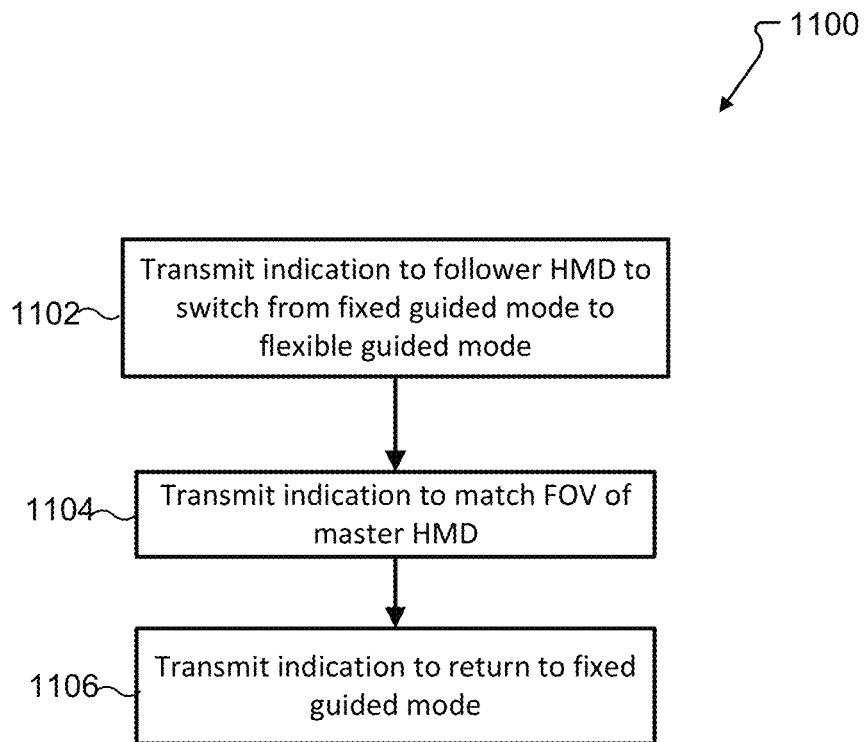 1100
Transmit indication to follower HMD to
switch from fixed guided mode to
flexible guided mode
1102
Transmit indication to match FOV of
master HMD
1104
Transmit indication to return to fixed
guided mode
1106